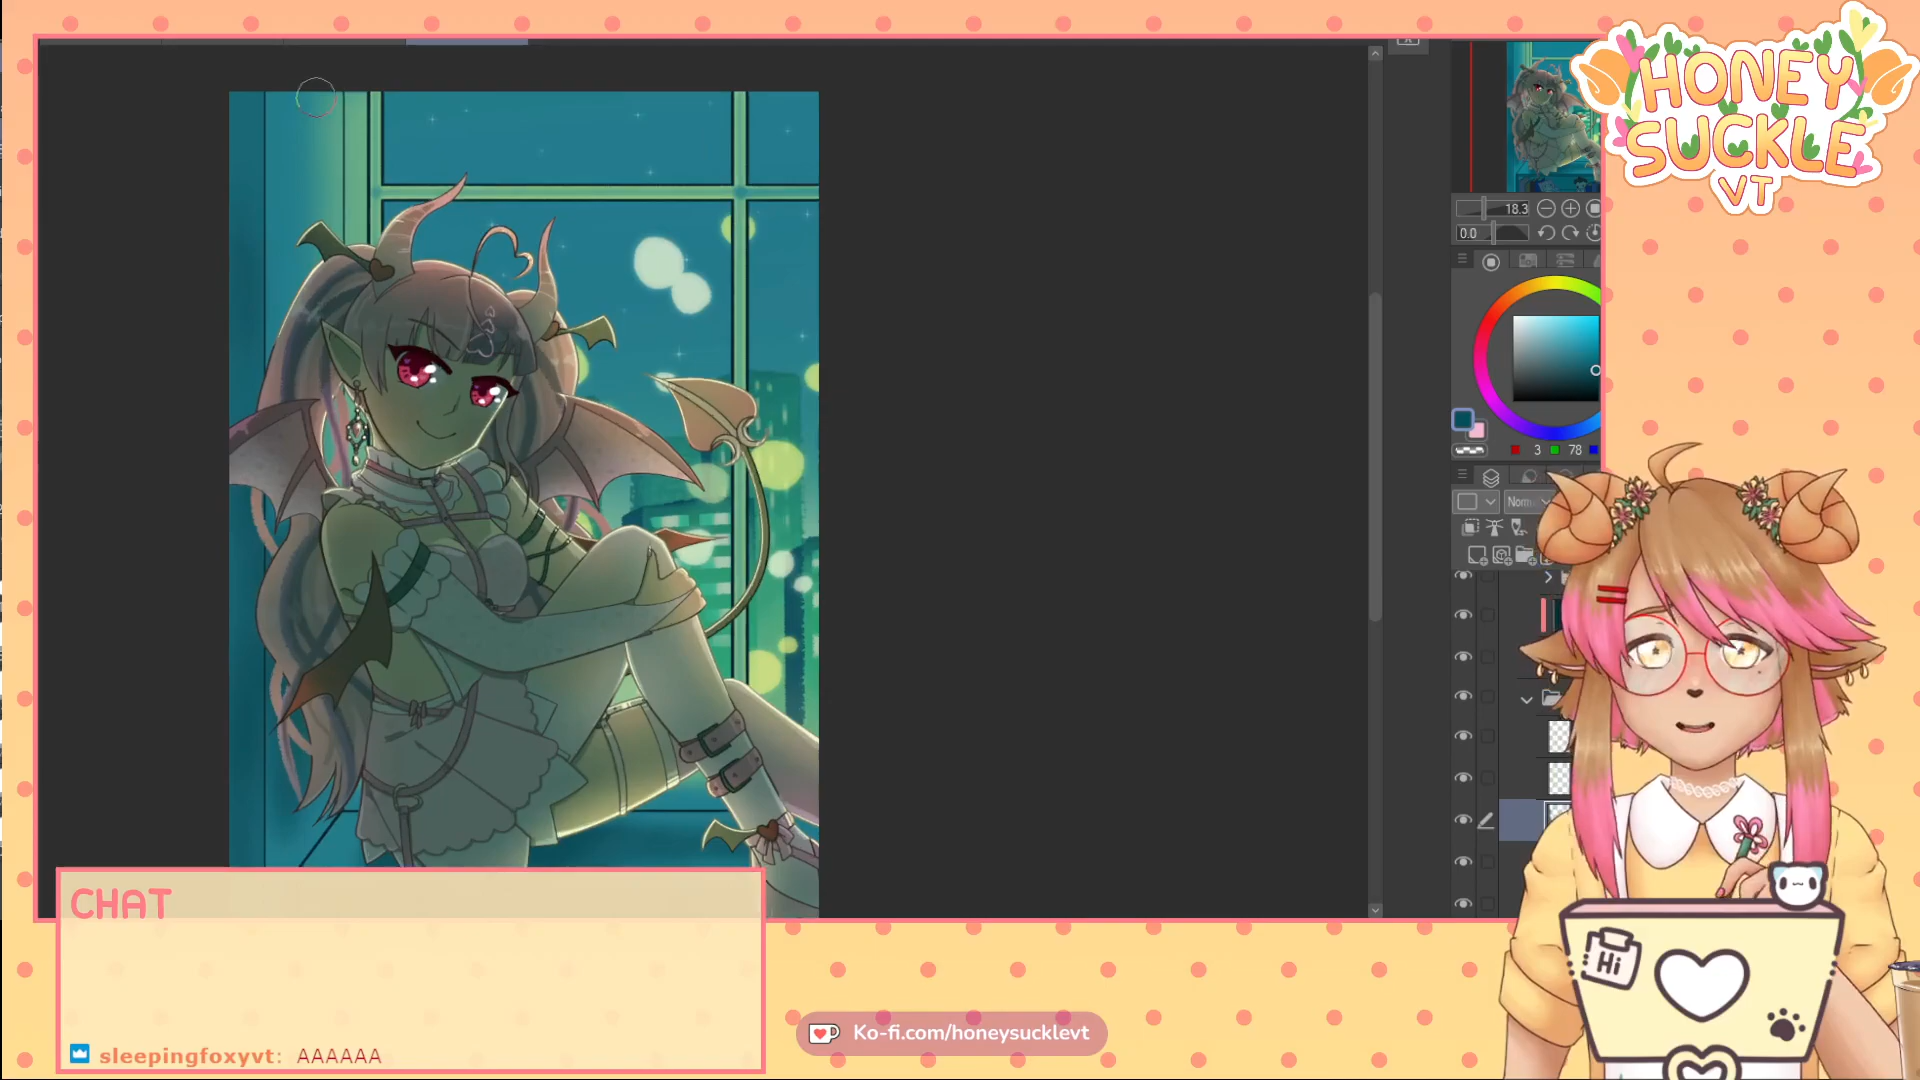 HONEY
SUCKLE
VT
18.3
0.0
3 78
Norm
CHAT
sleepingfoxyvt: AAAAAA
Ko-fi.com/honeysucklevt
Hi